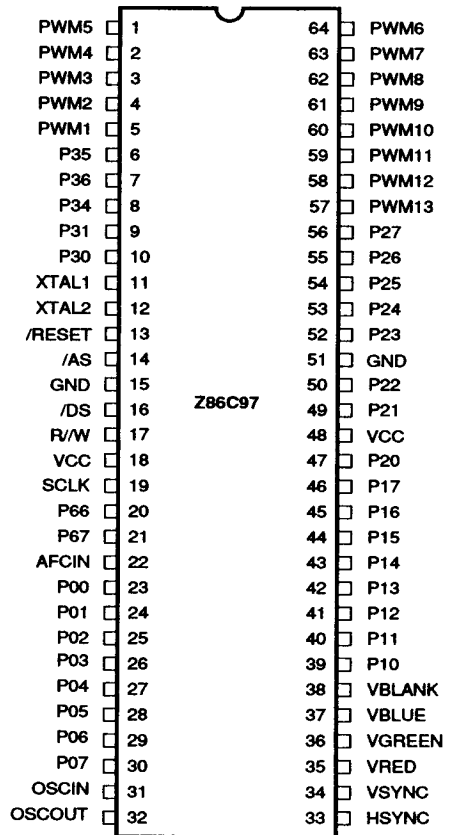 PWM5 1 64 PWM6
PWM4 2 63 PWM7
PWM3 3 62 PWM8
PWM2 4 61 PWM9
PWM1 5 60 PWM10
P35 6 59 PWM11
P36 7 58 PWM12
P34 8 57 PWM13
P31 9 56 P27
P30 10 55 P26
XTAL1 11 54 P25
XTAL2 12 53 P24
/RESET 13 52 P23
/AS 14 51 GND
GND 15 50 P22
/DS 16 Z86C97 49 P21
R//W 17 48 VCC
VCC 18 47 P20
SCLK 19 46 P17
P66 20 45 P16
P67 21 44 P15
AFCIN 22 43 P14
P00 23 42 P13
P01 24 41 P12
P02 25 40 P11
P03 26 39 P10
P04 27 38 VBLANK
P05 28 37 VBLUE
P06 29 36 VGREEN
P07 30 35 VRED
OSCIN 31 34 VSYNC
OSCOUT 32 33 HSYNC